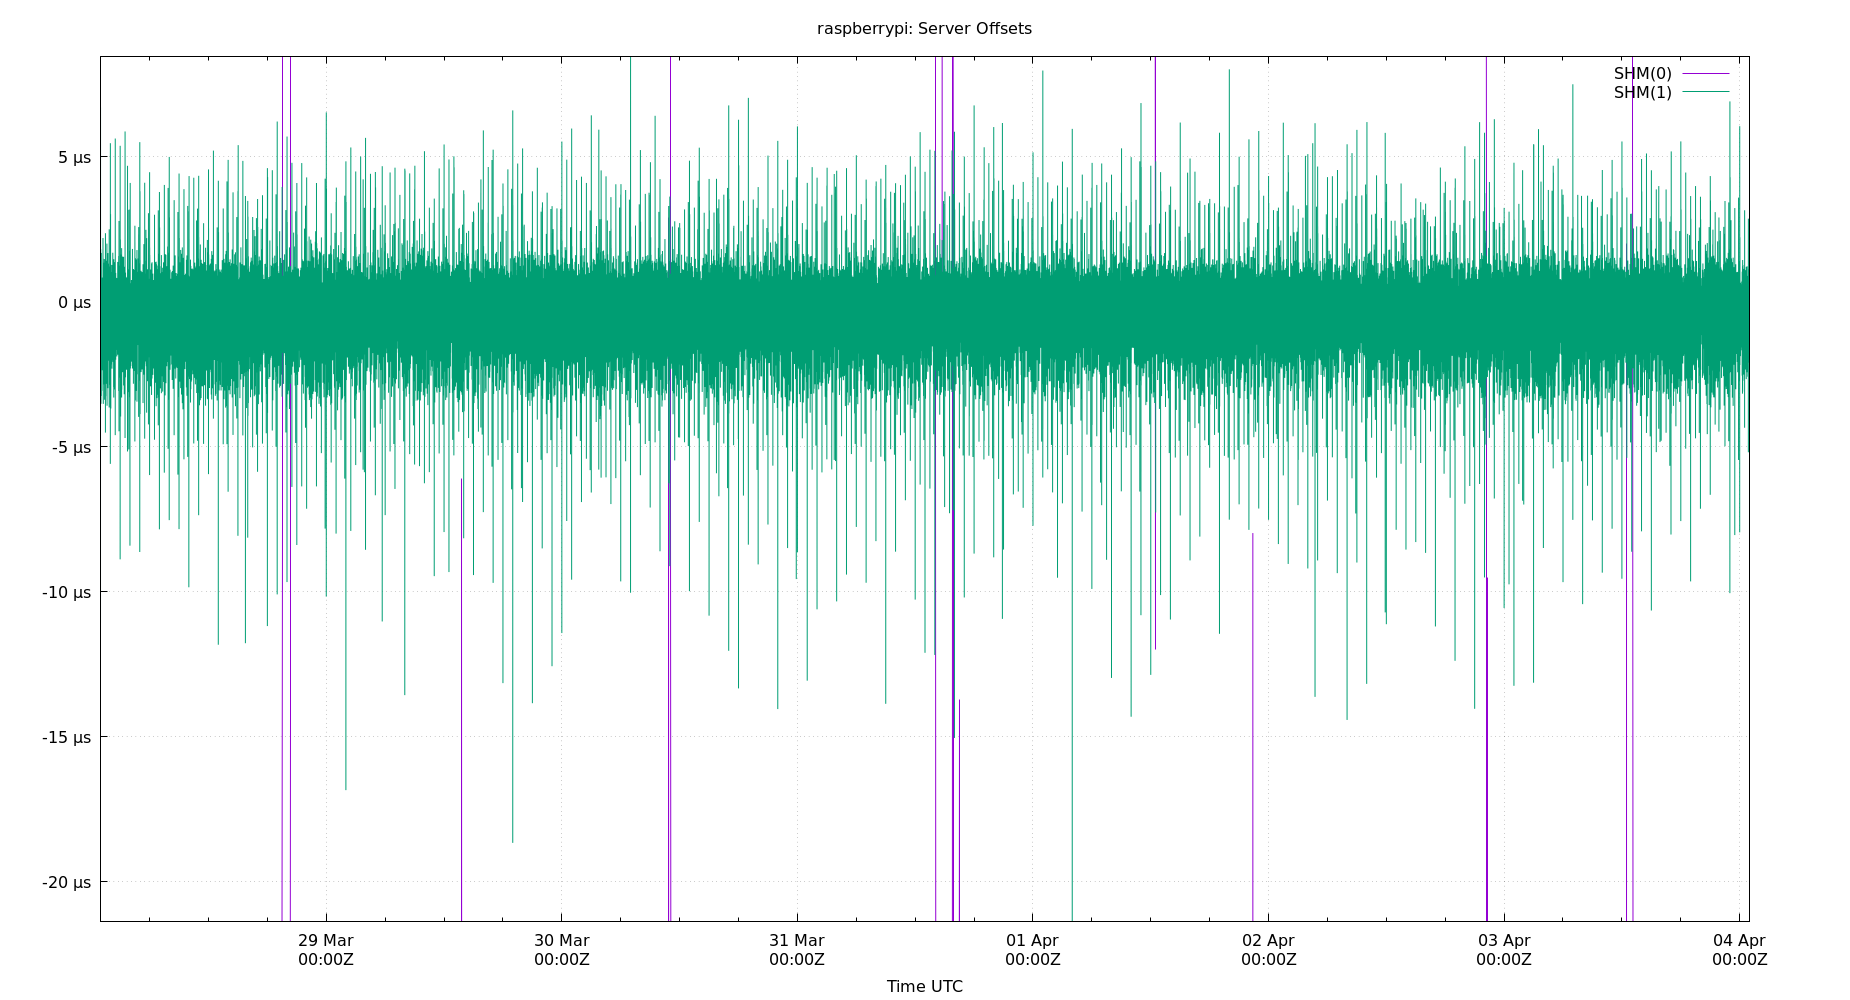 raspberrypi: Server Offsets
SHM(0)
SHM(1)
5 µs
0 µs
-5 µs
-10 µs
-15 µs
-20 µs
29 Mar 30 Mar 31 Mar 01 Apr 02 Apr 03 Apr 04 Apr
00:00Z 00:00Z 00:00Z 00:00Z 00:00Z 00:00Z 00:00Z
Time UTC